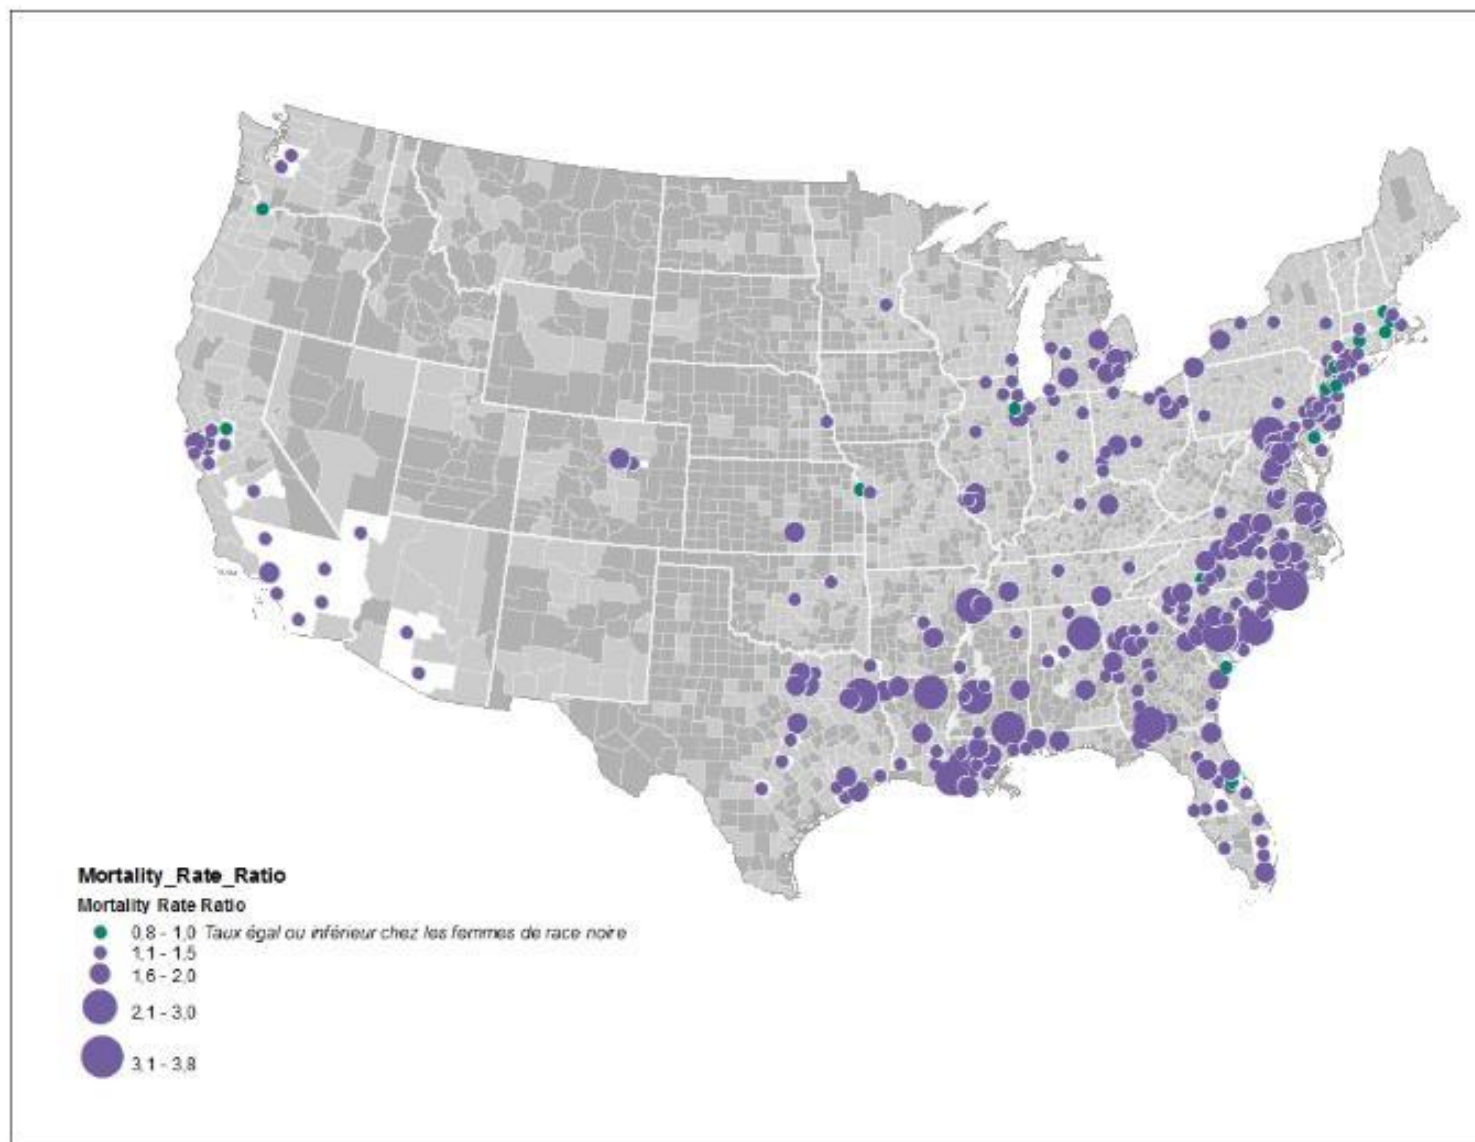 Mortality_Rate_Ratio
Mortality Rate Ratio
0,8 - 1,0 Taux égal ou inférieur chez les femmes de race noire
1,1 - 1,5
1,6 - 2,0
2,1 - 3,0
3,1 - 3,8